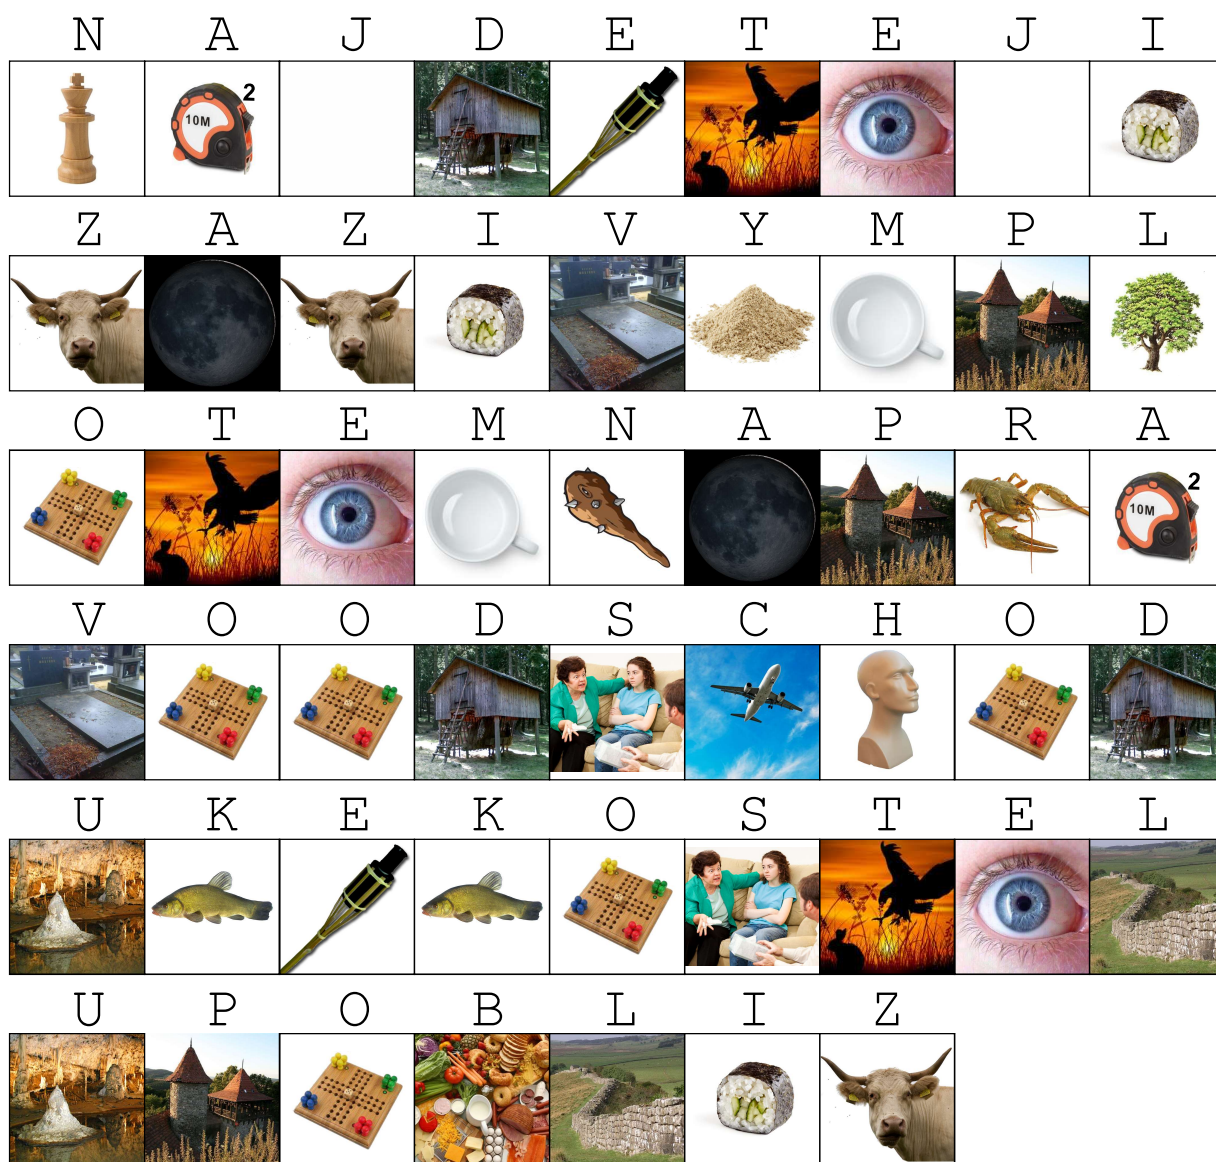 N A J D E T E J I
2
10M
Z A Z I V Y M P L
O T E M N A P R A
2
10M
V O O D S C H O D
U K E K O S T E L
U P O B L I Z